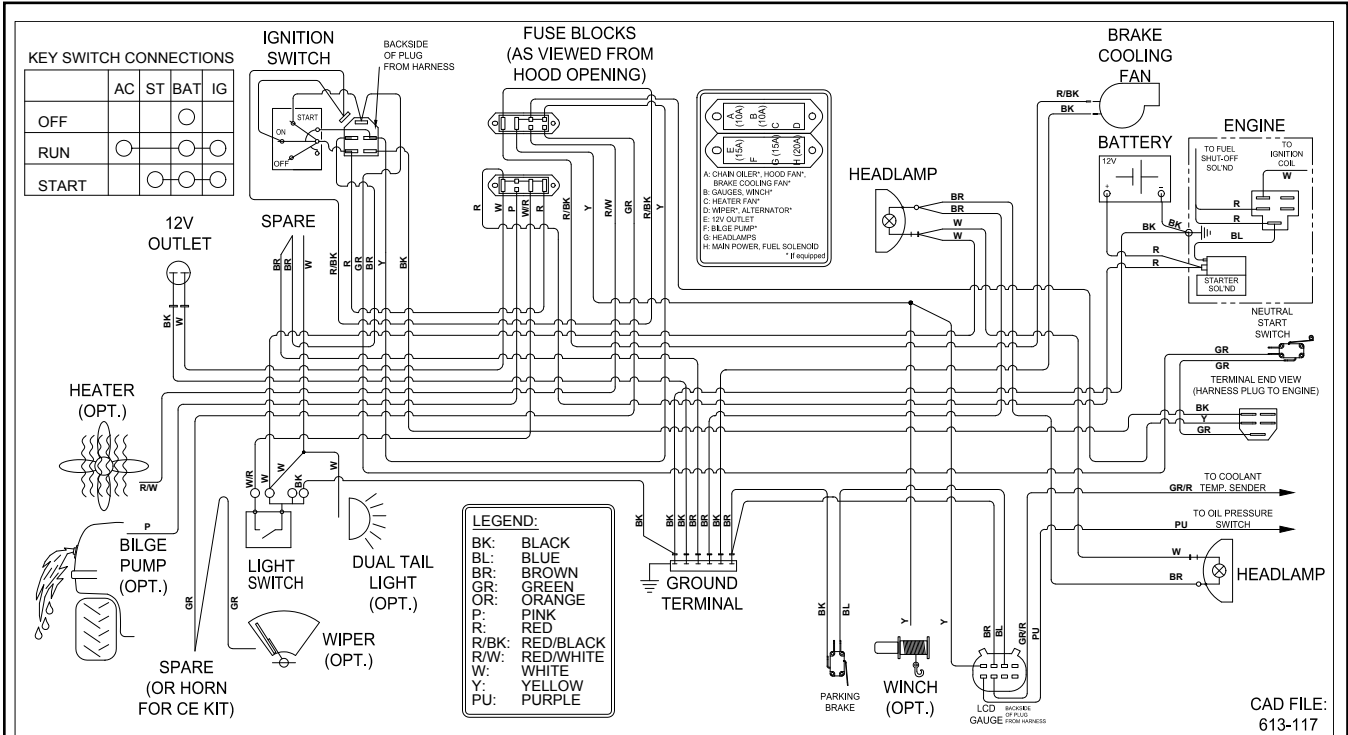 KEY SWITCH CONNECTIONS
AC ST BAT IG
OFF
RUN
START
IGNITION
SWITCH
BACKSIDE
OF PLUG
FROM HARNESS
START
ON
OFF
FUSE BLOCKS
(AS VIEWED FROM
HOOD OPENING)
A (10A)
B (10A)
C
D
E (15A)
F
G (15A)
H (20A)
A: CHAIN OILER*, HOOD FAN*,
BRAKE COOLING FAN*
B: GAUGES, WINCH*
C: HEATER FAN*
D: WIPER*, ALTERNATOR*
E: 12V OUTLET
F: BILGE PUMP*
G: HEADLAMPS
H: MAIN POWER, FUEL SOLENOID
* If equipped
BRAKE
COOLING
FAN
R/BK
BK
BATTERY
12V
+
-
BK
BK
R
R
ENGINE
TO FUEL
SHUT-OFF
SOL'ND
TO
IGNITION
COIL
W
R
R
BL
STARTER
SOL'ND
HEADLAMP
BR
BR
W
W
12V
OUTLET
BK
W
SPARE
BR
BR
W
R/BK
R
GR
BR
Y
BK
R
W
P
W/R
R
R/BK
Y
R/W
GR
R/BK
Y
NEUTRAL
START
SWITCH
GR
GR
TERMINAL END VIEW
(HARNESS PLUG TO ENGINE)
BK
Y
GR
HEATER
(OPT.)
R/W
P
BILGE
PUMP
(OPT.)
GR
GR
SPARE
(OR HORN
FOR CE KIT)
W/R
W
W
BK
W
LIGHT
SWITCH
DUAL TAIL
LIGHT
(OPT.)
WIPER
(OPT.)
LEGEND:
BK: BLACK
BL: BLUE
BR: BROWN
GR: GREEN
OR: ORANGE
P: PINK
R: RED
R/BK: RED/BLACK
R/W: RED/WHITE
W: WHITE
Y: YELLOW
PU: PURPLE
BK
BK
BK
BR
BR
BK
BR
GROUND
TERMINAL
BK
BL
PARKING
BRAKE
Y
WINCH
(OPT.)
Y
BR
BL
GR/R
PU
LCD
GAUGE
BACKSIDE
OF PLUG
FROM HARNESS
GR/R
TO COOLANT
TEMP. SENDER
PU
TO OIL PRESSURE
SWITCH
W
BR
HEADLAMP
CAD FILE:
613-117